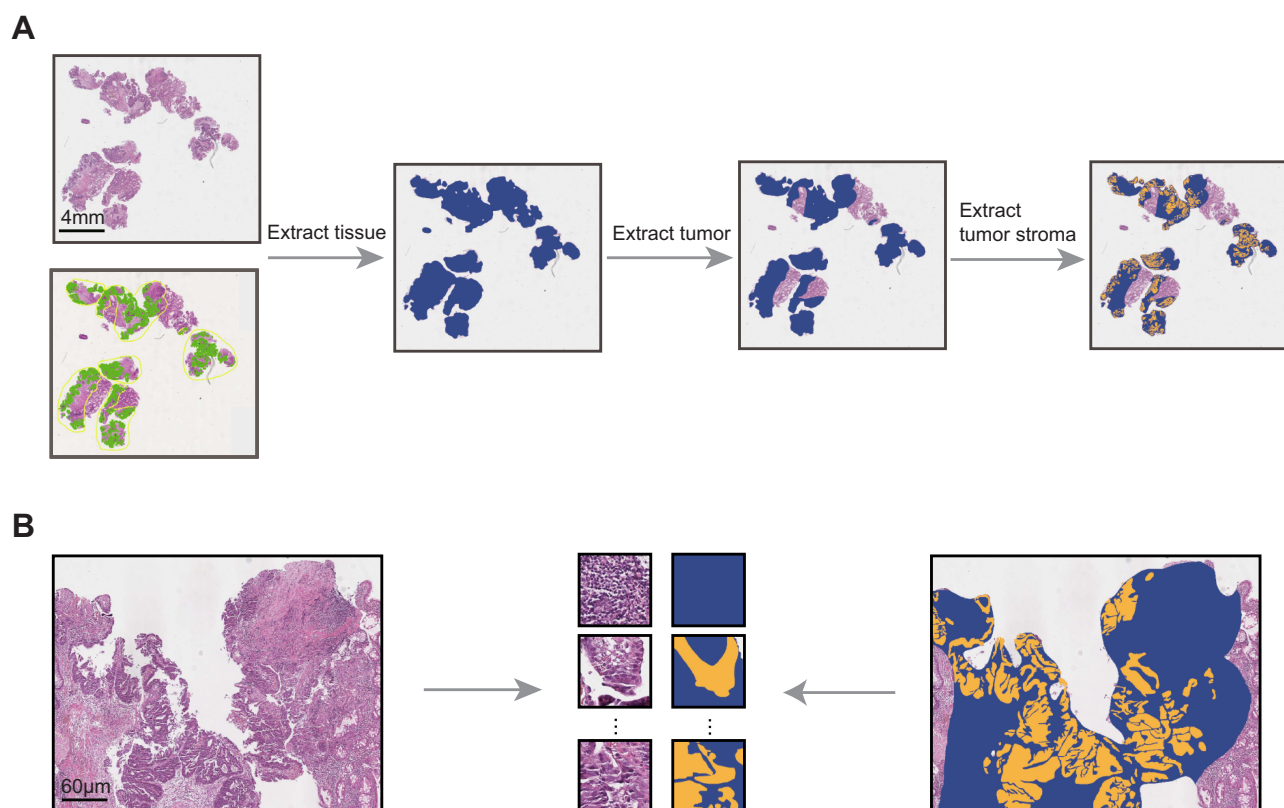 A
4mm
Extract tissue
Extract tumor
Extract
tumor stroma
B
60µm
⋮
⋮